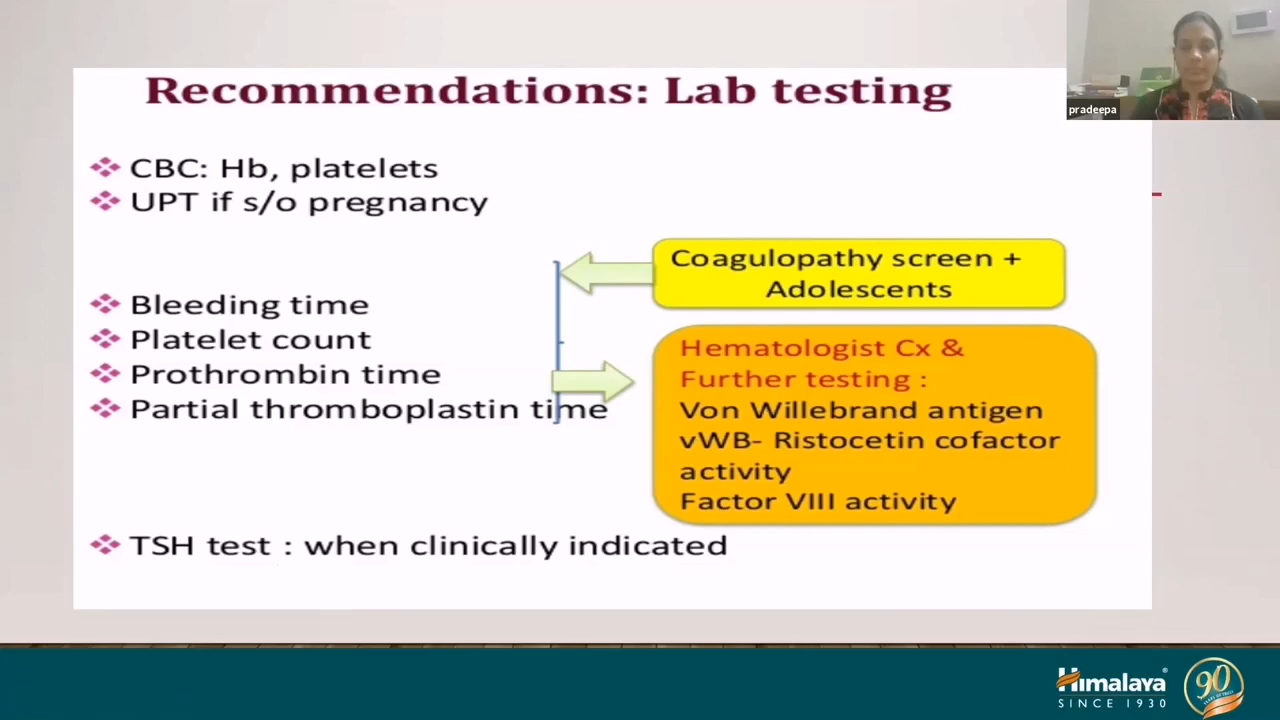 Recommendations: Lab testing
pradeepa
CBC: Hb, platelets
UPT if s/o pregnancy
Coagulopathy screen +
Adolescents
Bleeding time
Platelet count
Prothrombin time
Partial thromboplastin time
Hematologist Cx &
Further testing :
Von Willebrand antigen
vWB- Ristocetin cofactor
activity
Factor VIII activity
TSH test : when clinically indicated
Himalaya
SINCE 1930
90